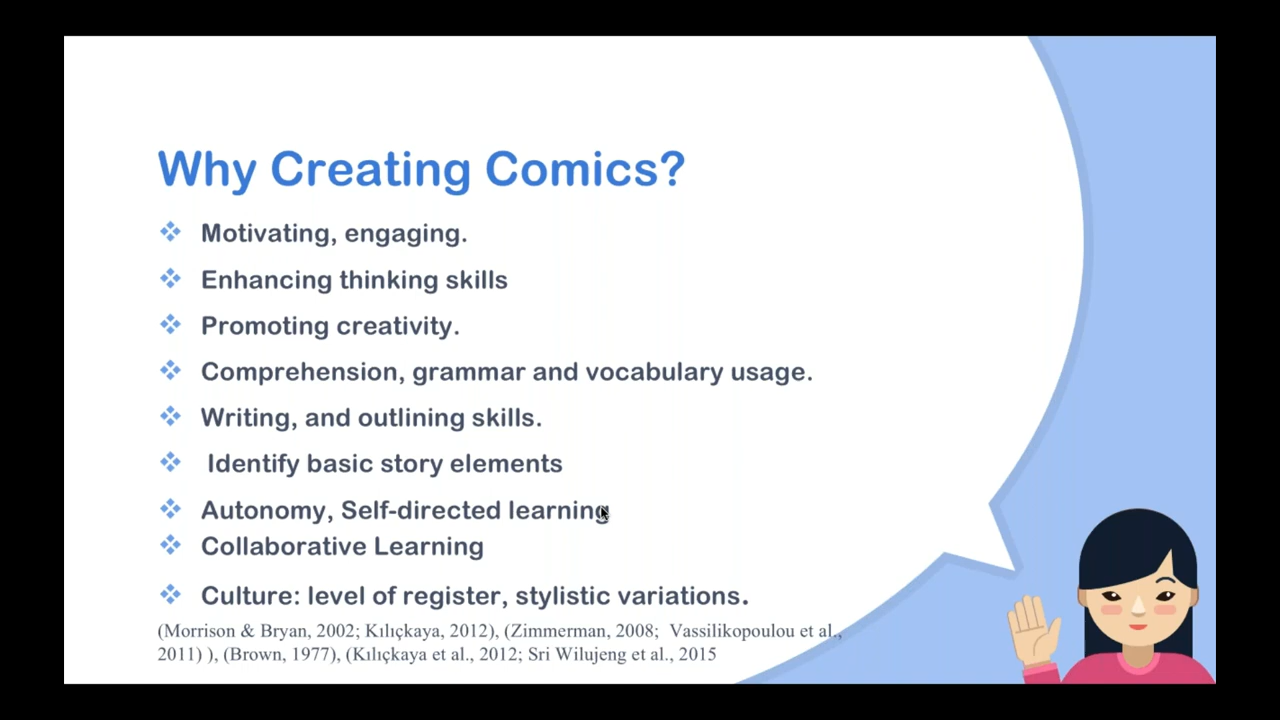 Why Creating Comics?
Motivating, engaging.
Enhancing thinking skills
Promoting creativity.
Comprehension, grammar and vocabulary usage.
Writing, and outlining skills.
Identify basic story elements
Autonomy, Self-directed learning
Collaborative Learning
Culture: level of register, stylistic variations.
(Morrison & Bryan, 2002; Kılıçkaya, 2012), (Zimmerman, 2008; Vassilikopoulou et al.,
2011) ), (Brown, 1977), (Kılıçkaya et al., 2012; Sri Wilujeng et al., 2015